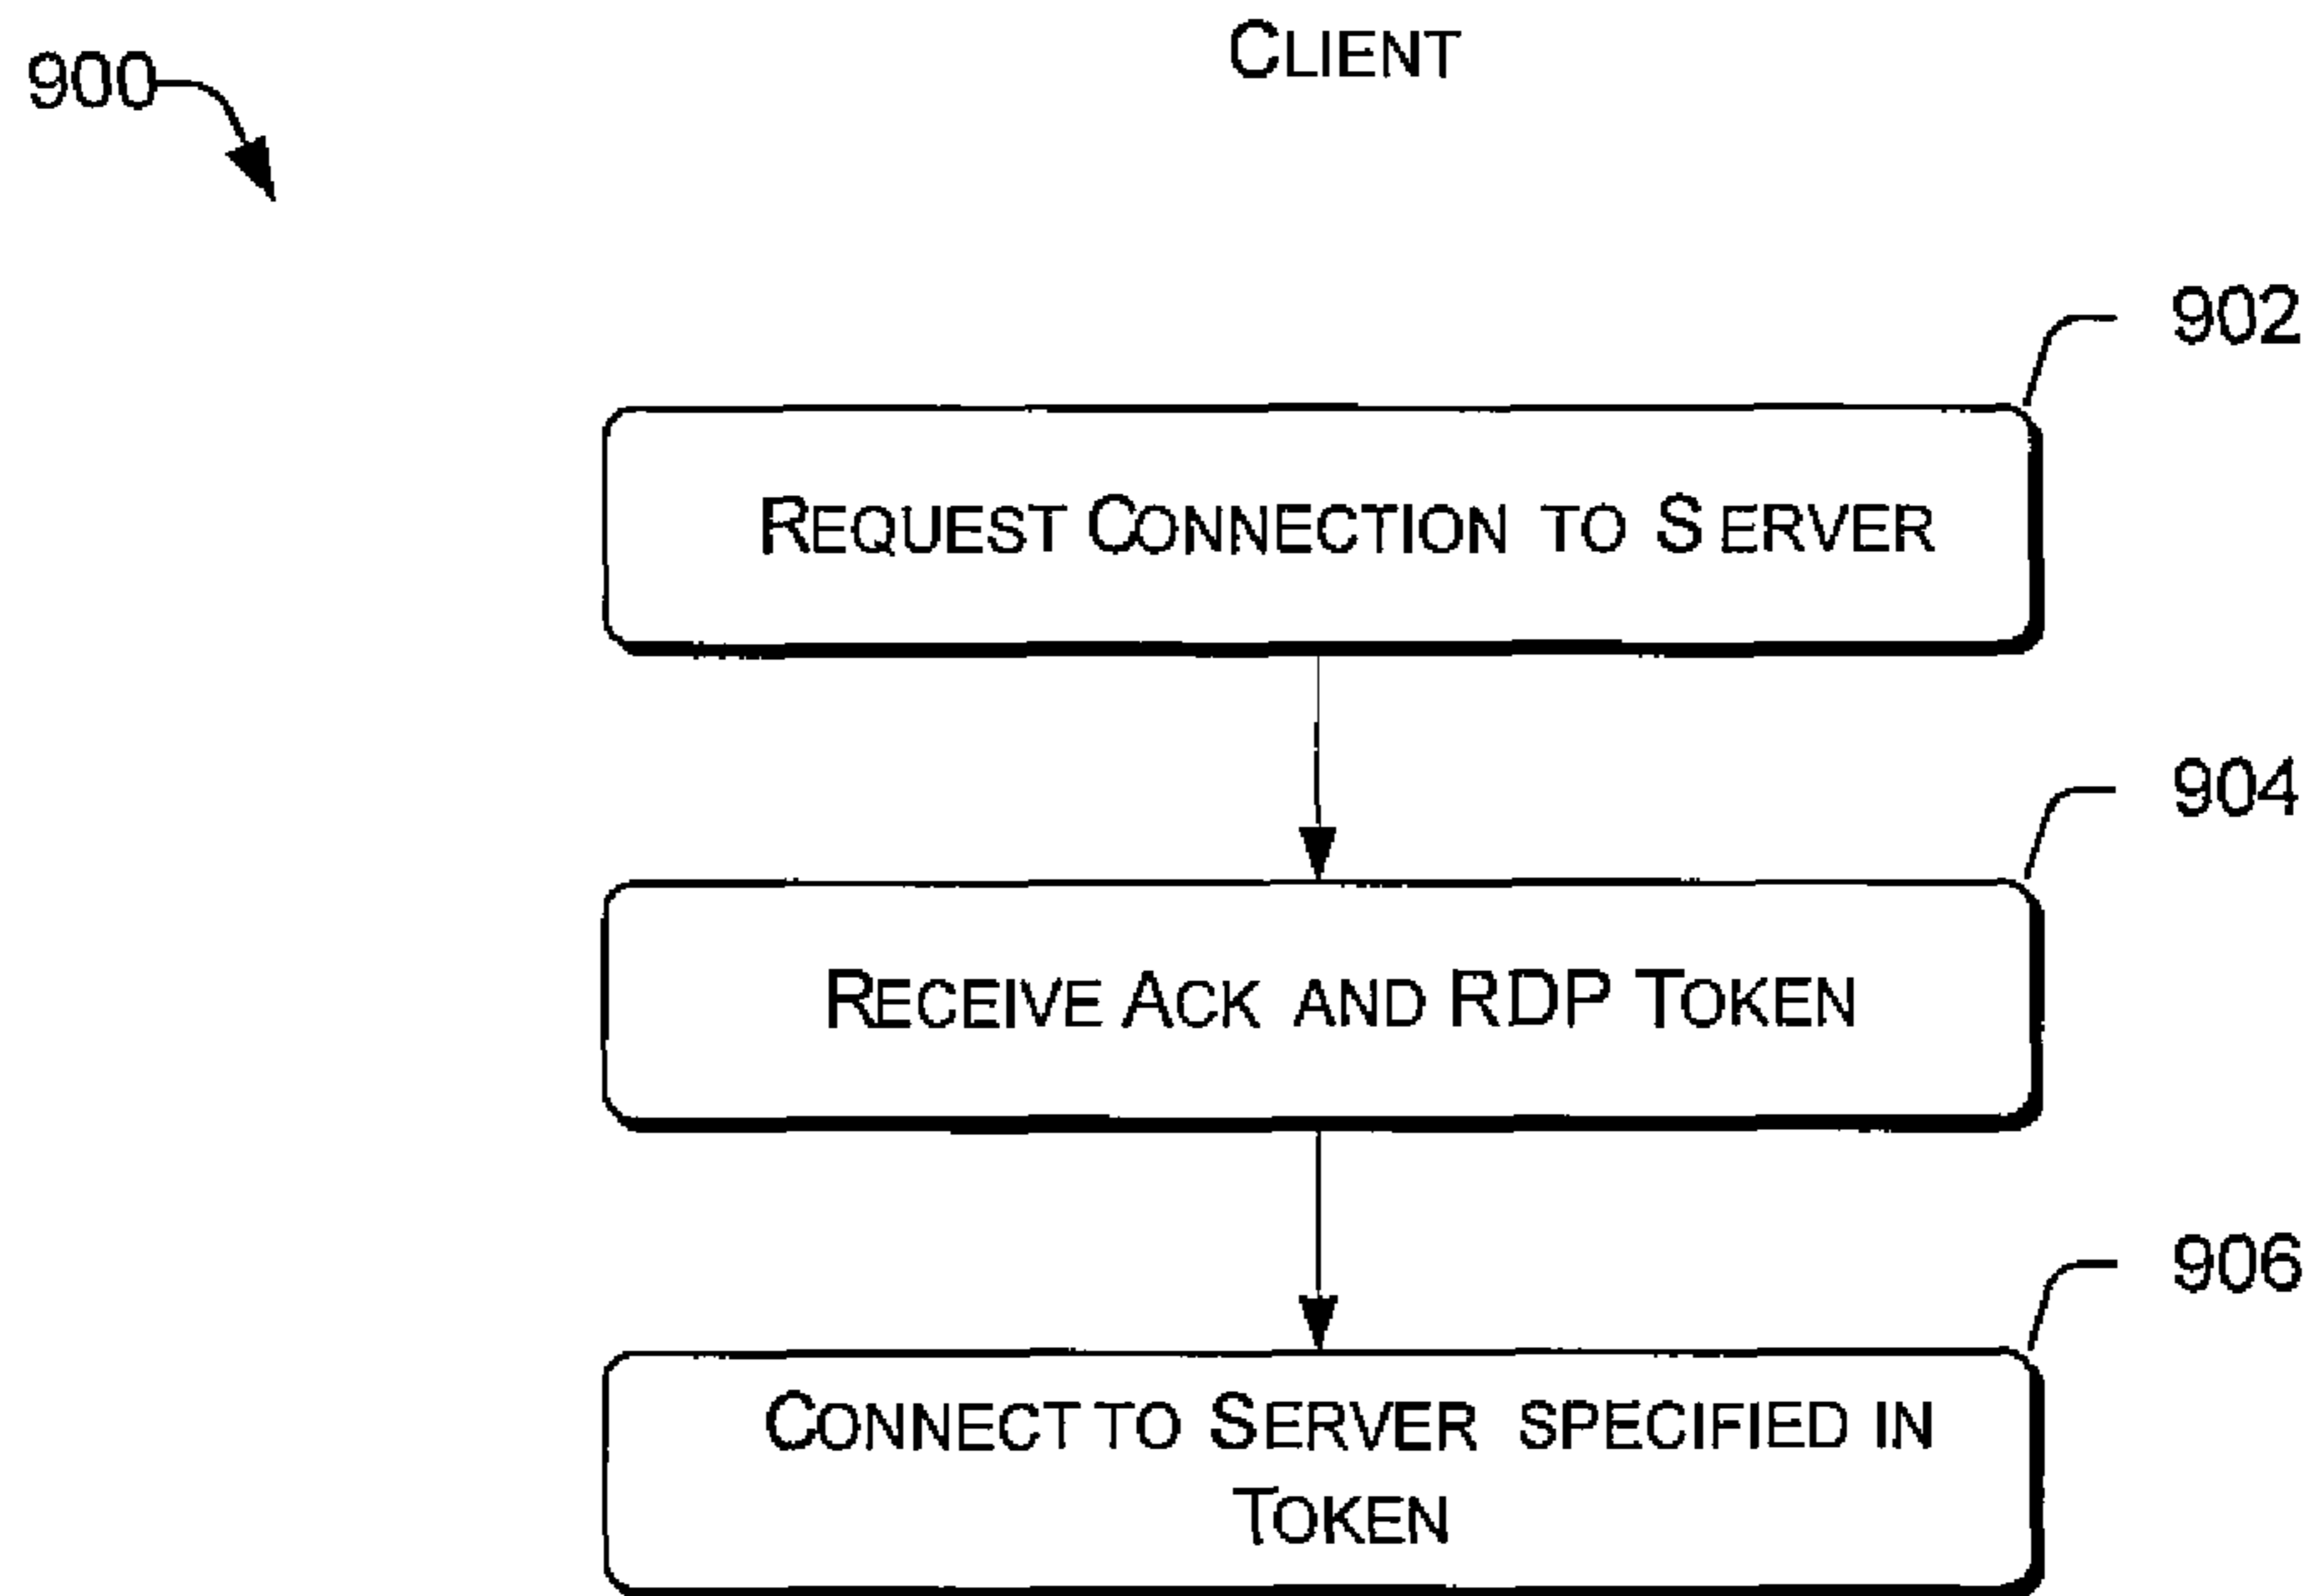 900
CLIENT
902
REQUEST CONNECTION TO SERVER
904
RECEIVE ACK AND RDP TOKEN
906
CONNECT TO SERVER SPECIFIED IN
TOKEN